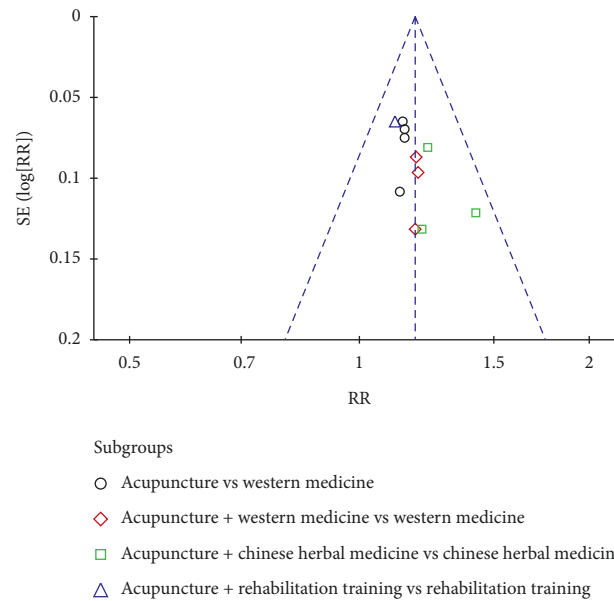 0
0.05
0.1
0.15
0.2
SE (log[RR])
0.5
0.7
1
1.5
2
RR
Subgroups
Acupuncture vs western medicine
Acupuncture + western medicine vs western medicine
Acupuncture + chinese herbal medicine vs chinese herbal medicin
Acupuncture + rehabilitation training vs rehabilitation training